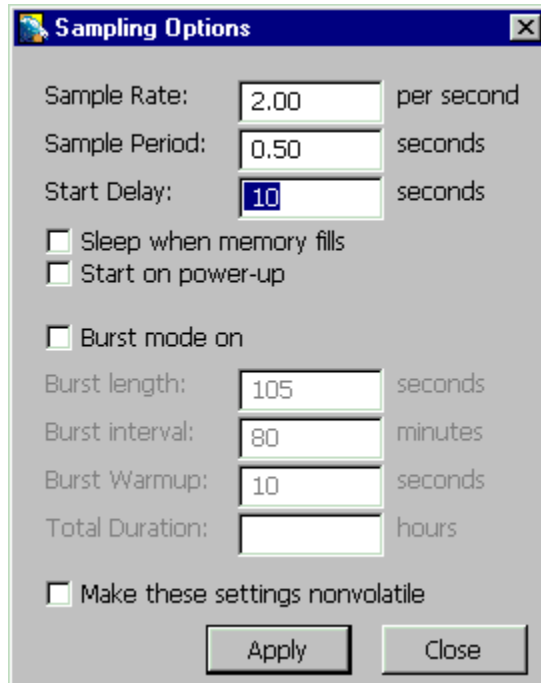 Sampling Options
Sample Rate: 2.00 per second
Sample Period: 0.50 seconds
Start Delay: 10 seconds
Sleep when memory fills
Start on power-up
Burst mode on
Burst length: 105 seconds
Burst interval: 80 minutes
Burst Warmup: 10 seconds
Total Duration: hours
Make these settings nonvolatile
Apply Close